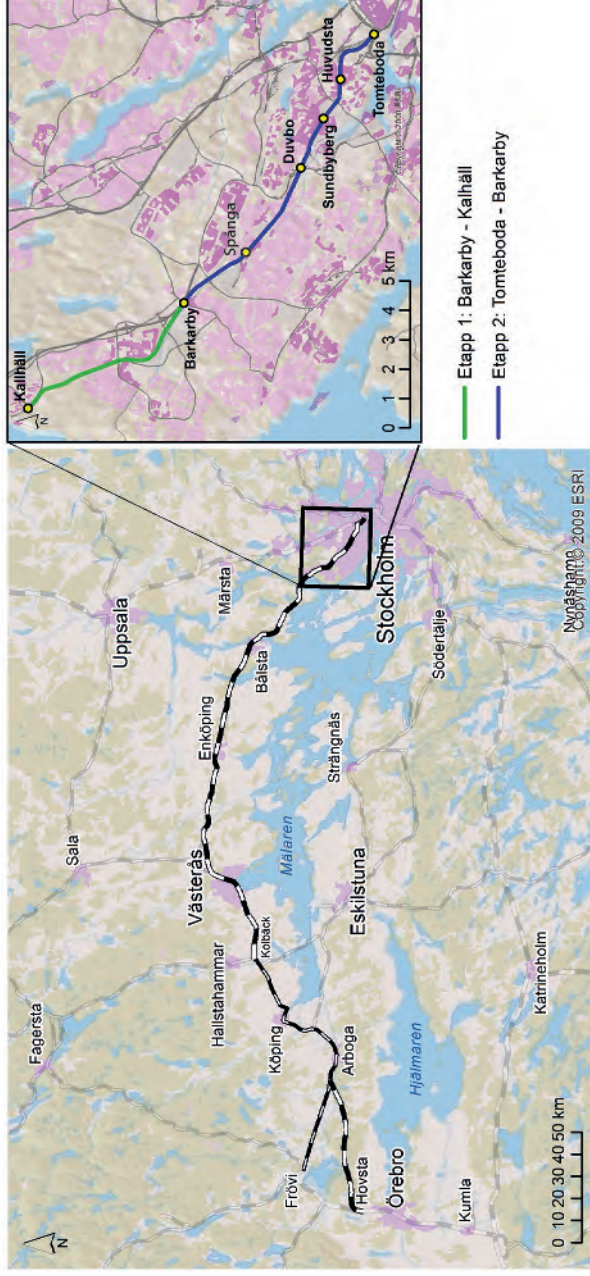 N
Fagersta
Sala
Uppsala
Märsta
Hallstahammar
Västerås
Enköping
Bålsta
Kolbäck
Köping
Mälaren
Stockholm
Frövi
Arboga
Strängnäs
Södertälje
Hovsta
Eskilstuna
Örebro
Hjälmaren
Kumla
Katrineholm
Nynäshamn
Copyright:© 2009 ESRI
0 10 20 30 40 50 km
Kallhäll
N
Barkarby
Spånga
Duvbo
Sundbyberg
Huvudsta
Tomteboda
0 1 2 3 4 5 km
Etapp 1: Barkarby - Kalhäll
Etapp 2: Tomteboda - Barkarby